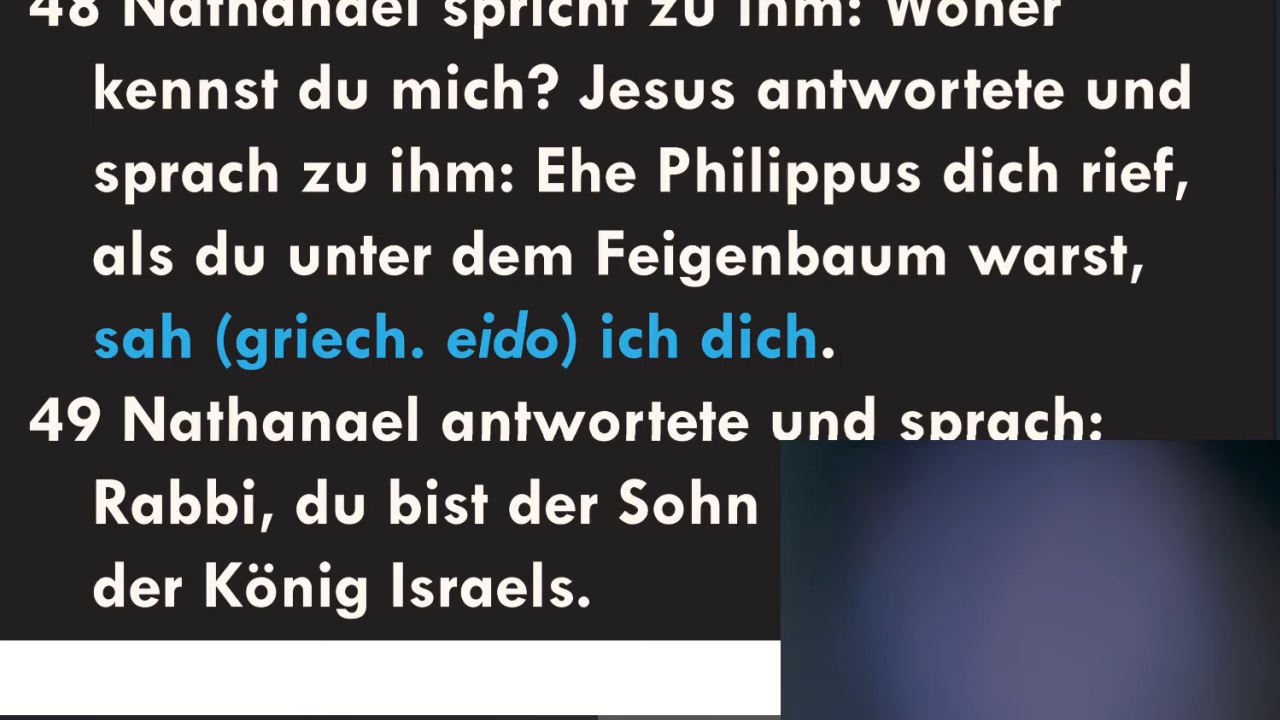 48 Nathanael spricht zu ihm: Woher
kennst du mich? Jesus antwortete und
sprach zu ihm: Ehe Philippus dich rief,
als du unter dem Feigenbaum warst,
sah (griech. eido) ich dich.
49 Nathanael antwortete und sprach:
Rabbi, du bist der Sohn
der König Israels.